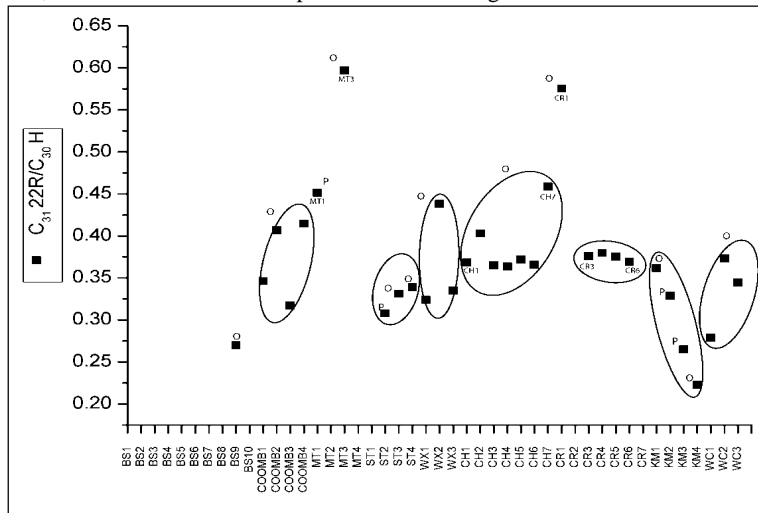 0.65
0.60
0.55
0.50
0.45
0.40
0.35
0.30
0.25
0.20
C₃₁ 22R/C₃₀ H
O
MT3
O
CR1
P
MT1
O
O
O
CH7
CH1
O
O
O
P
CR3
CR6
O
P
P
O
O
O
BS1
BS2
BS3
BS4
BS5
BS6
BS7
BS8
BS9
BS10
COOMB1
COOMB2
COOMB3
COOMB4
MT1
MT2
MT3
MT4
ST1
ST2
ST3
ST4
WX1
WX2
WX3
CH1
CH2
CH3
CH4
CH5
CH6
CH7
CR1
CR2
CR3
CR4
CR5
CR6
CR7
KM1
KM2
KM3
KM4
WC1
WC2
WC3